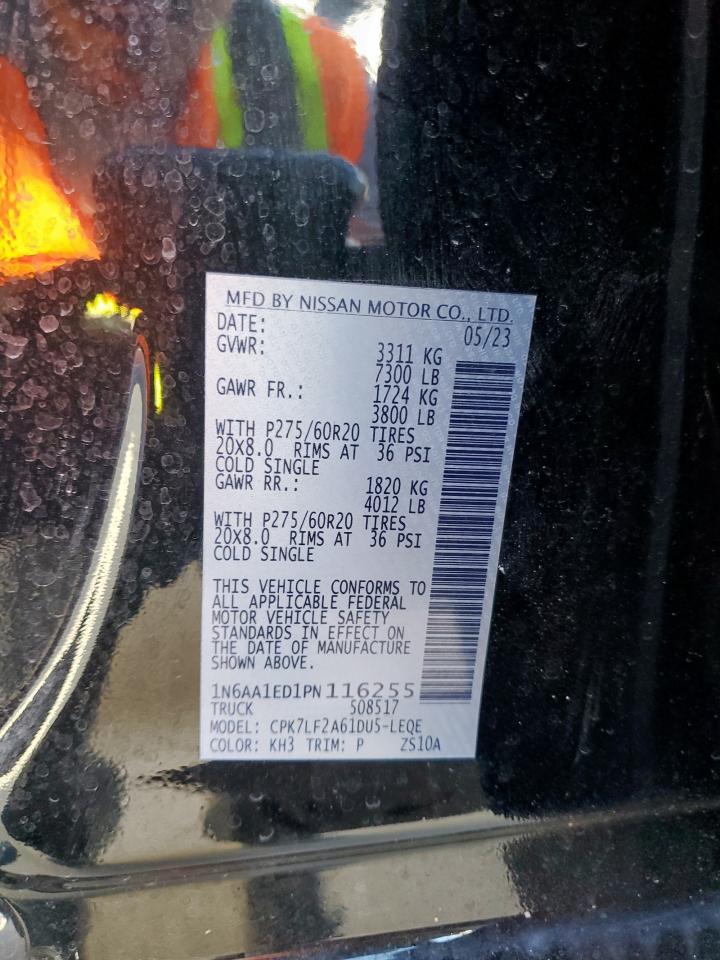 MFD BY NISSAN MOTOR CO., LTD.
DATE: 05/23
GVWR: 3311 KG
7300 LB
GAWR FR.: 1724 KG
3800 LB
WITH P275/60R20 TIRES
20X8.0 RIMS AT 36 PSI
COLD SINGLE
GAWR RR.: 1820 KG
4012 LB
WITH P275/60R20 TIRES
20X8.0 RIMS AT 36 PSI
COLD SINGLE
THIS VEHICLE CONFORMS TO
ALL APPLICABLE FEDERAL
MOTOR VEHICLE SAFETY
STANDARDS IN EFFECT ON
THE DATE OF MANUFACTURE
SHOWN ABOVE.
1N6AA1ED1PN116255
TRUCK 508517
MODEL: CPK7LF2A61DU5-LEQE
COLOR: KH3 TRIM: P ZS10A